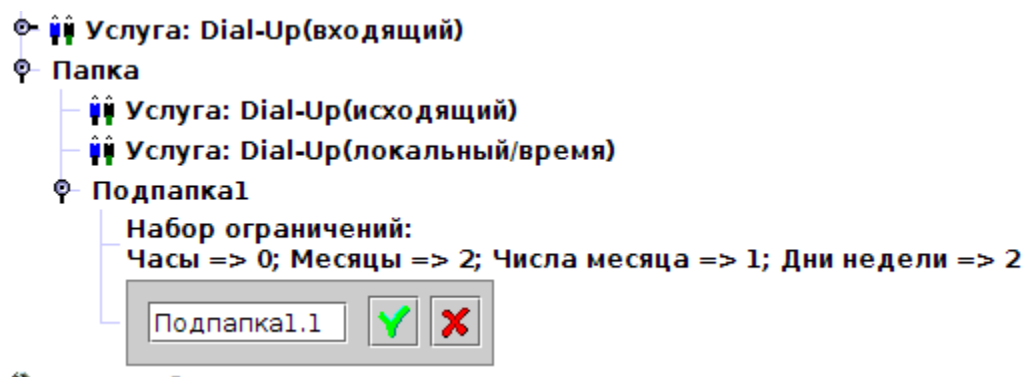 Услуга: Dial-Up(входящий)
Папка
Услуга: Dial-Up(исходящий)
Услуга: Dial-Up(локальный/время)
Подпапка1
Набор ограничений:
Часы => 0; Месяцы => 2; Числа месяца => 1; Дни недели => 2
Подпапка1.1